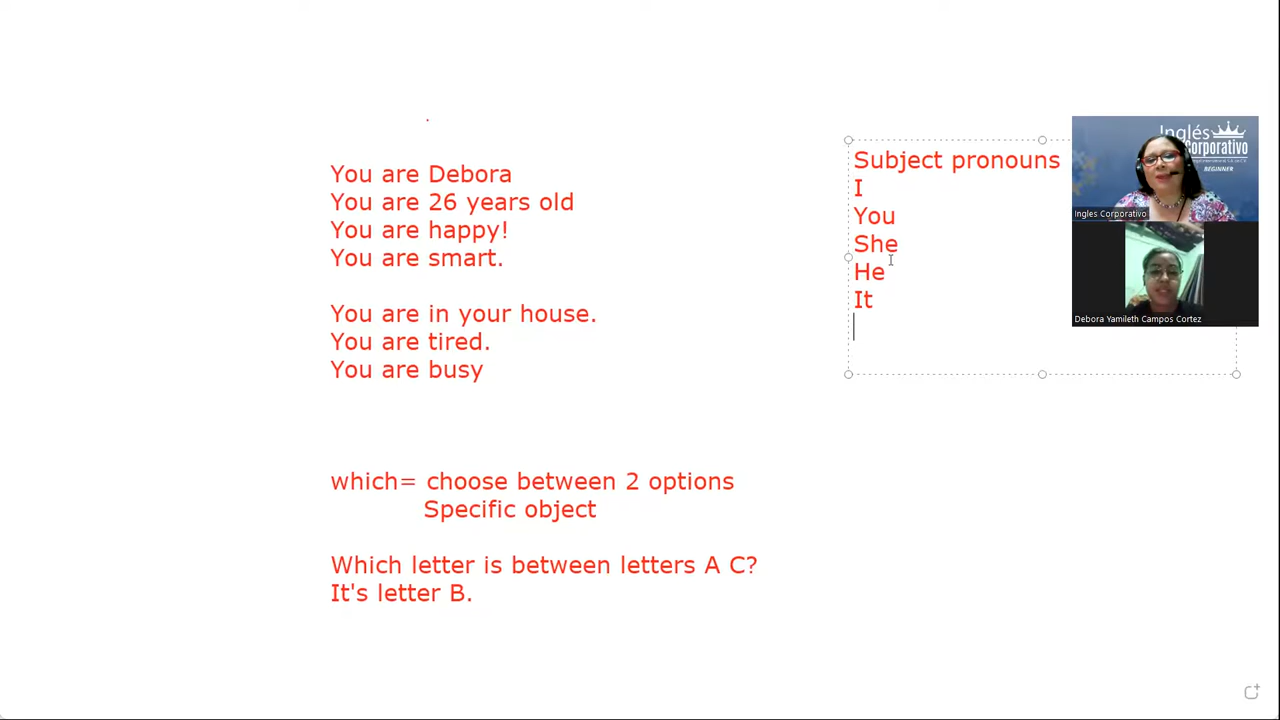 You are Debora
You are 26 years old
You are happy!
You are smart.
You are in your house.
You are tired.
You are busy
which= choose between 2 options
Specific object
Which letter is between letters A C?
It's letter B.
Subject pronouns
I
You
She
He
It
Inglés
Corporativo
BEGINNER
Ingles Corporativo
Debora Yamileth Campos Cortez